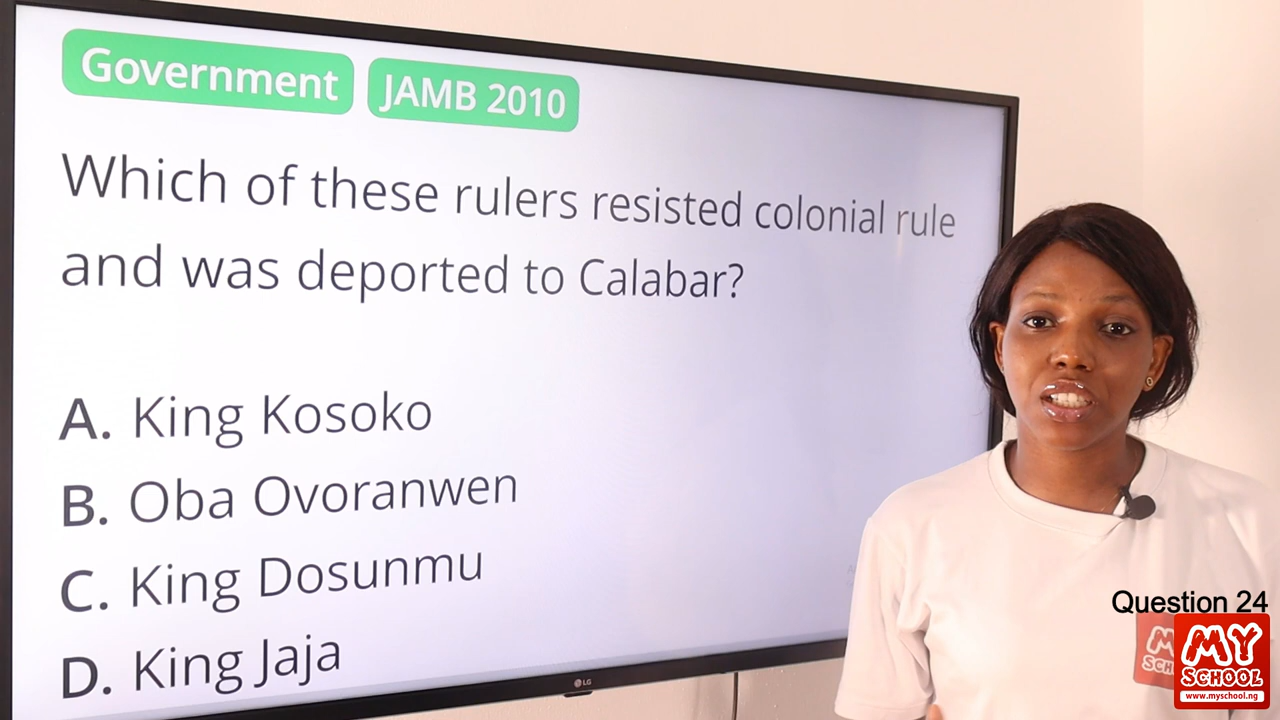 Government JAMB 2010
Which of these rulers resisted colonial rule
and was deported to Calabar?
A. King Kosoko
B. Oba Ovoranwen
C. King Dosunmu
D. King Jaja
LG
Question 24
MY
SCHOOL
www.myschool.ng